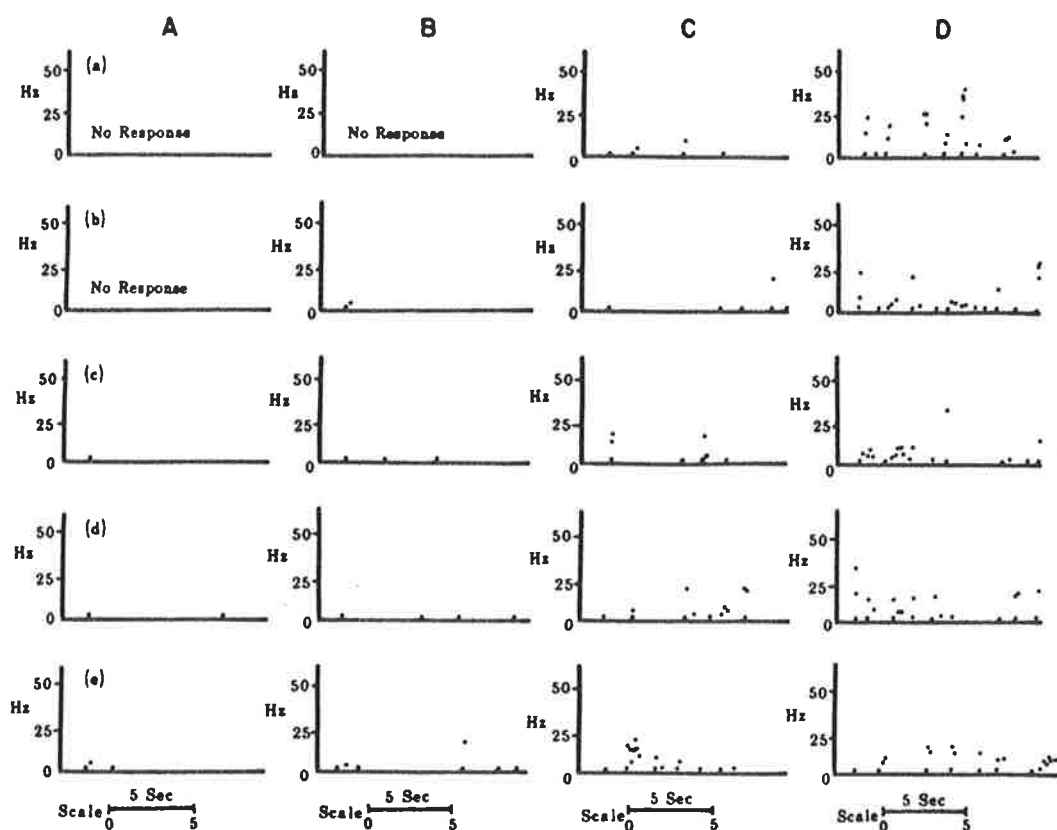 A B C D
(a)
50 50 50 50
Hz Hz Hz Hz
25 25 25 25
No Response No Response
0 0 0 0
(b)
50 50 50 50
Hz Hz Hz Hz
25 25 25 25
No Response
0 0 0 0
(c)
50 50 50 50
Hz Hz Hz Hz
25 25 25 25
0 0 0 0
(d)
50 50 50 50
Hz Hz Hz Hz
25 25 25 25
0 0 0 0
(e)
50 50 50 50
Hz Hz Hz Hz
25 25 25 25
0 0 0 0
5 Sec 5 Sec 5 Sec 5 Sec
Scale Scale Scale Scale
0 5 0 5 0 5 0 5